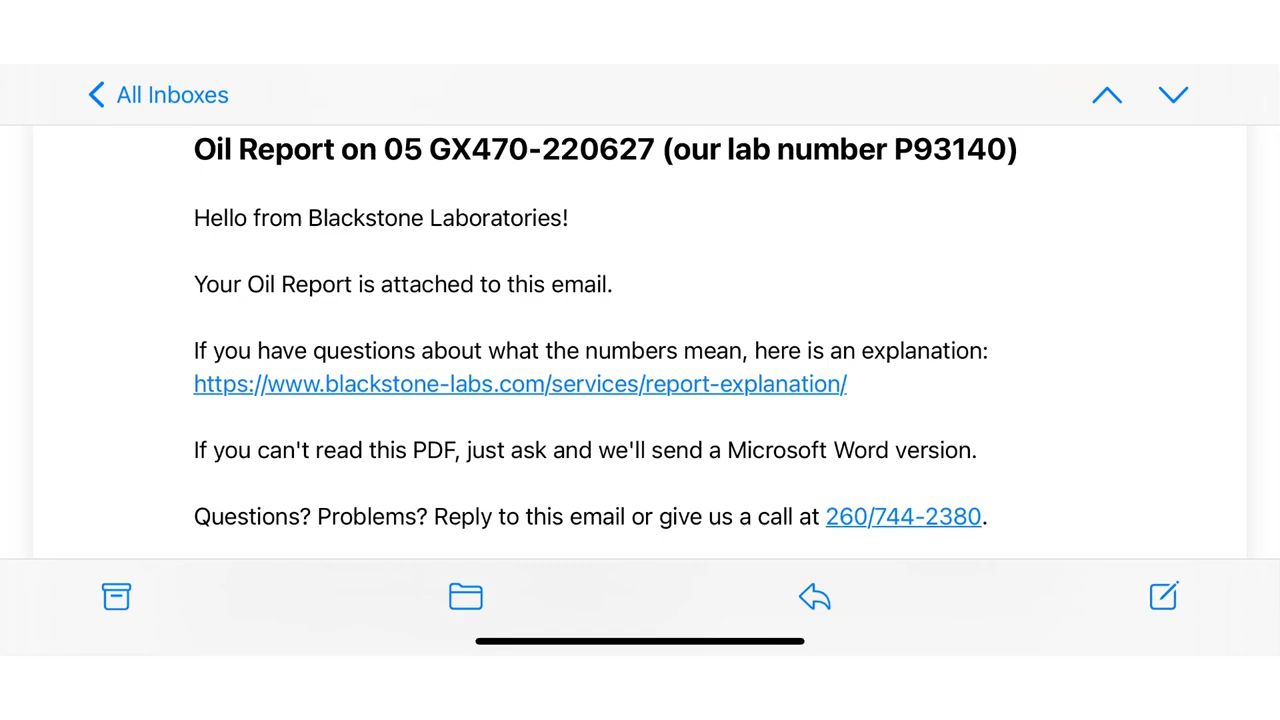 All Inboxes
Oil Report on 05 GX470-220627 (our lab number P93140)
Hello from Blackstone Laboratories!
Your Oil Report is attached to this email.
If you have questions about what the numbers mean, here is an explanation:
https://www.blackstone-labs.com/services/report-explanation/
If you can't read this PDF, just ask and we'll send a Microsoft Word version.
Questions? Problems? Reply to this email or give us a call at 260/744-2380.